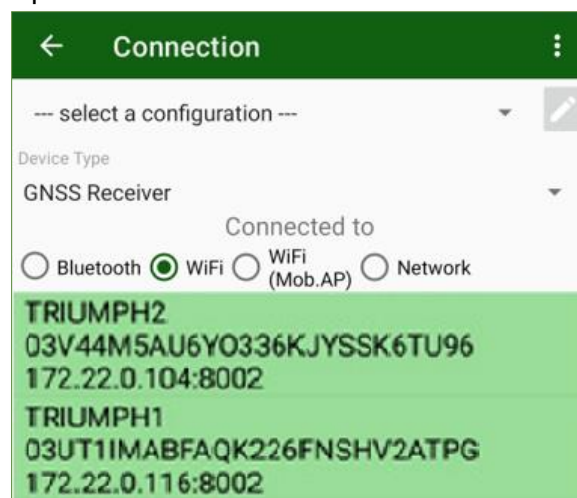 Connection
--- select a configuration ---
Device Type
GNSS Receiver
Connected to
Bluetooth WiFi WiFi (Mob.AP) Network
TRIUMPH2
03V44M5AU6YO336KJYSSK6TU96
172.22.0.104:8002
TRIUMPH1
03UT1IMABFAQK226FNSHV2ATPG
172.22.0.116:8002